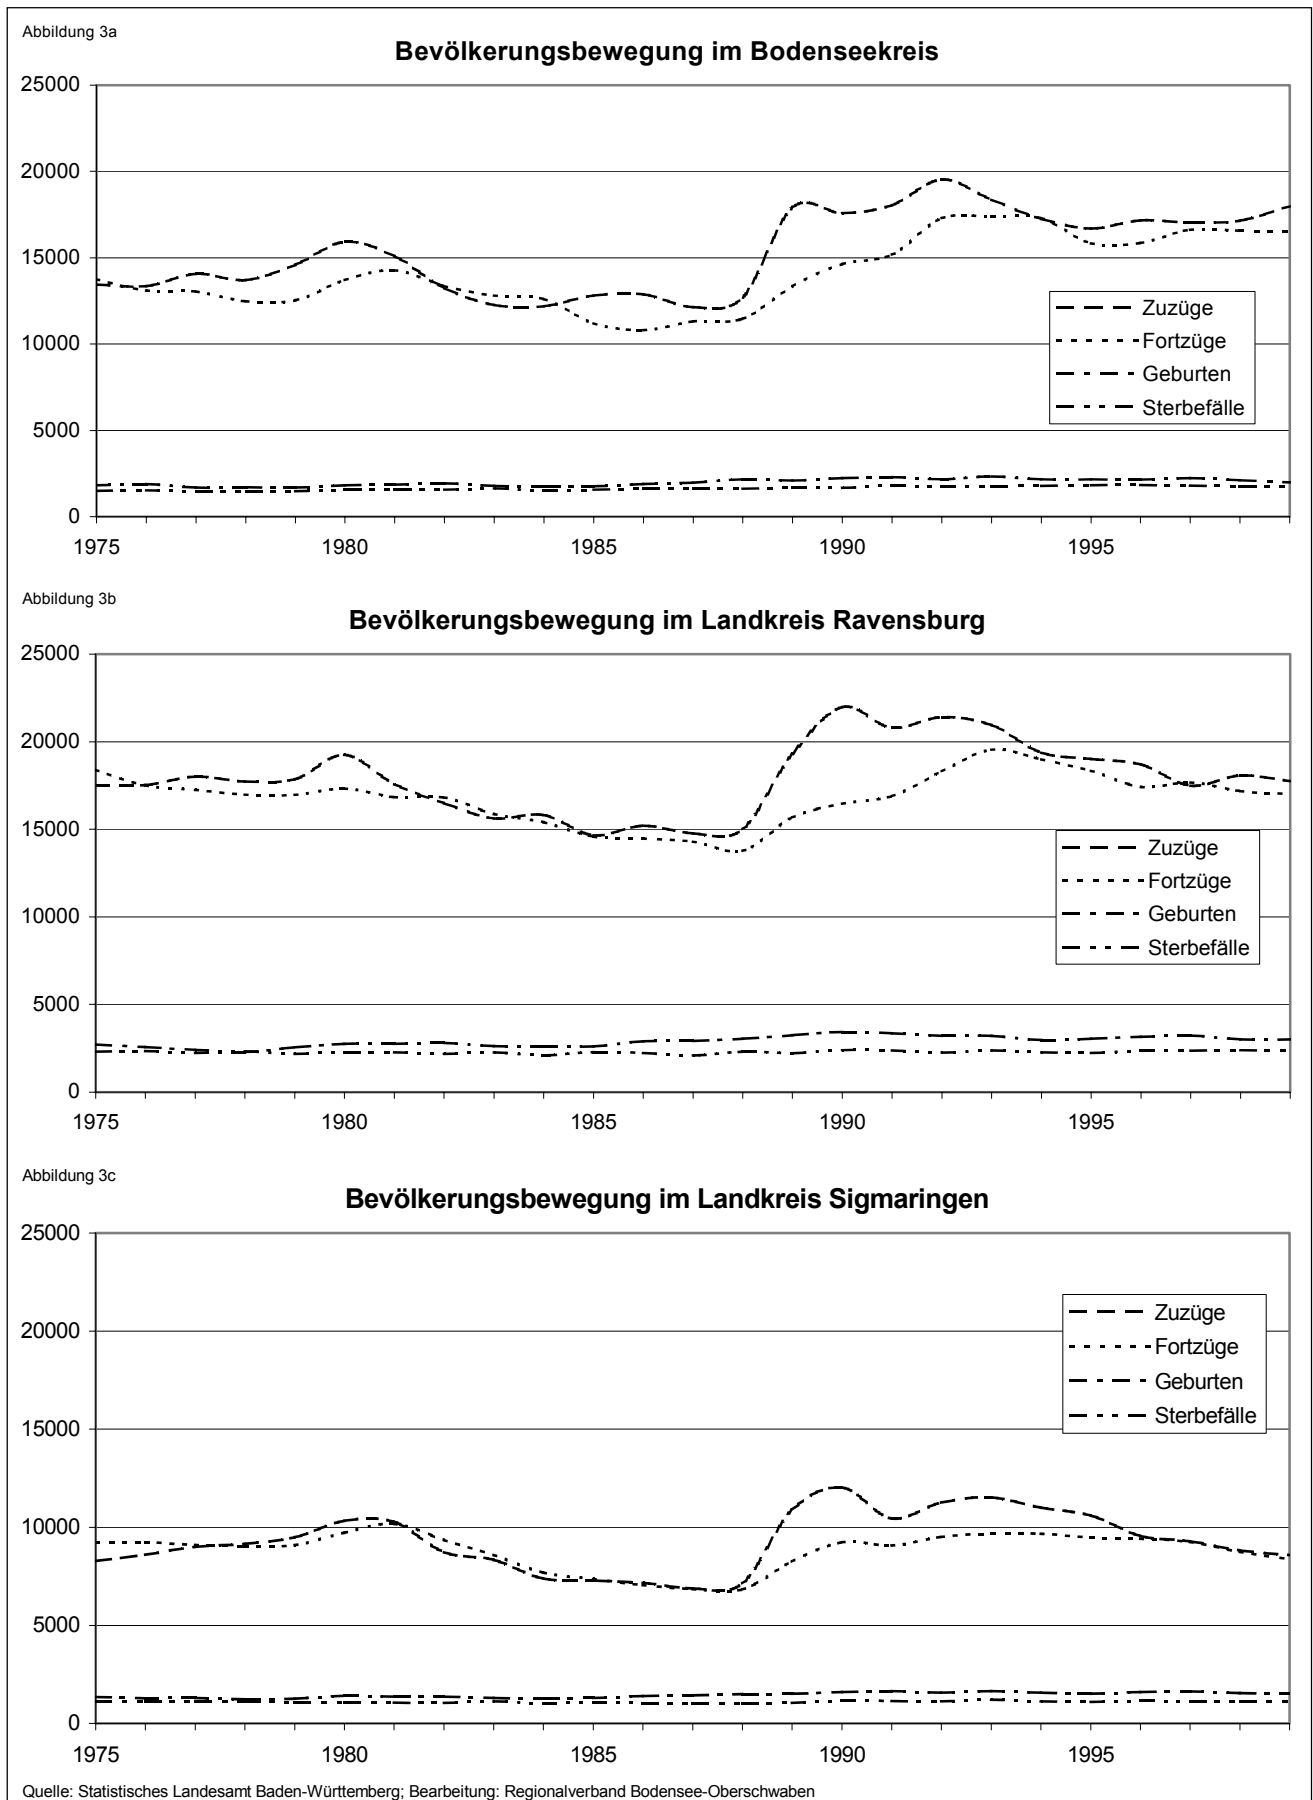 Abbildung 3a
Bevölkerungsbewegung im Bodenseekreis
25000
20000
15000
10000
5000
0
1975 1980 1985 1990 1995
Zuzüge
Fortzüge
Geburten
Sterbefälle
Abbildung 3b
Bevölkerungsbewegung im Landkreis Ravensburg
25000
20000
15000
10000
5000
0
1975 1980 1985 1990 1995
Zuzüge
Fortzüge
Geburten
Sterbefälle
Abbildung 3c
Bevölkerungsbewegung im Landkreis Sigmaringen
25000
20000
15000
10000
5000
0
1975 1980 1985 1990 1995
Zuzüge
Fortzüge
Geburten
Sterbefälle
Quelle: Statistisches Landesamt Baden-Württemberg; Bearbeitung: Regionalverband Bodensee-Oberschwaben